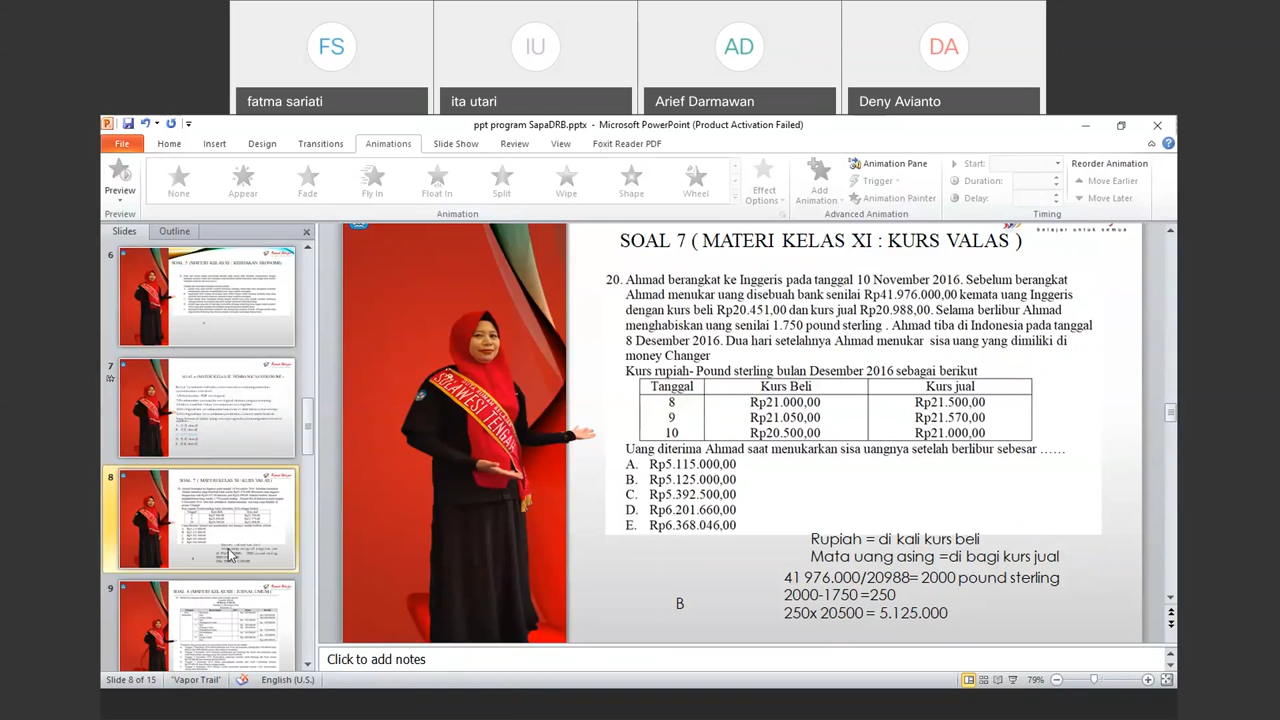 FS
IU
AD
DA
fatma sariati
ita utari
Arief Darmawan
Deny Avianto
ppt program SapaDRB.pptx - Microsoft PowerPoint (Product Activation Failed)
File
Home
Insert
Design
Transitions
Animations
Slide Show
Review
View
Foxit Reader PDF
Preview
Preview
None
Appear
Fade
Fly In
Float In
Split
Wipe
Shape
Wheel
Animation
Effect
Options
Add
Animation
Animation Pane
Trigger
Animation Painter
Advanced Animation
Start:
Duration:
Delay:
Timing
Reorder Animation
Move Earlier
Move Later
Slides
Outline
6
7
8
9
belajar untuk semua
SOAL 7 ( MATERI KELAS XI : KURS VALAS )
20. Ahmad berangkat ke Inggeris pada tanggal 10 November 2016. Sebelum berangkat
Ahmad menukar uang disebuah bank senilai Rp41.976.000,00 kemata uang Inggeris
dengan kurs beli Rp20.451,00 dan kurs jual Rp20.988,00. Selama berlibur Ahmad
menghabiskan uang senilai 1.750 pound sterling . Ahmad tiba di Indonesia pada tanggal
8 Desember 2016. Dua hari setelahnya Ahmad menukar sisa uang yang dimiliki di
money Changer
Kurs rupiah- Pound sterling bulan Desember 2016 sebagai berikut
Tanggal Kurs Beli Kurs jual
8 Rp21.000,00 Rp21.500,00
9 Rp21.050,00 Rp21.570,00
10 Rp20.500,00 Rp21.000,00
Uang diterima Ahmad saat menukarkan sisa uangnya setelah berlibur sebesar ……
A. Rp5.115.000,00
B. Rp5.125.000,00
C. Rp5.392.500,00
D. Rp6.201.660,00
E. Rp6.368.046,00
Rupiah = di kali kurs beli
Mata uang asing =di bagi kurs jual
41 976.000/20988= 2000 pound sterling
2000-1750 =250
250x 20500 = 5.125.000
B
Click to add notes
Slide 8 of 15
"Vapor Trail"
English (U.S.)
79%